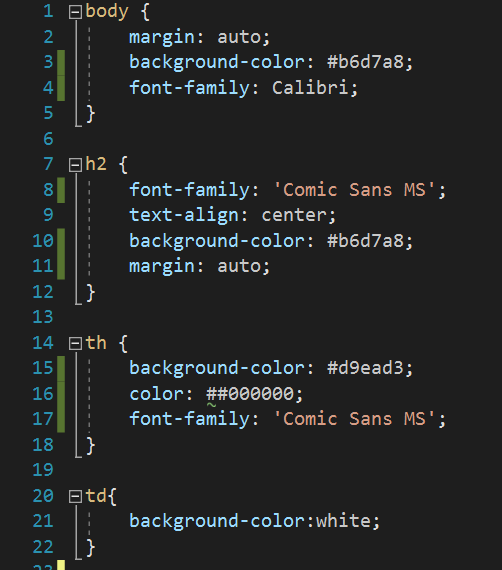 1 body {
2 margin: auto;
3 background-color: #b6d7a8;
4 font-family: Calibri;
5 }
6
7 h2 {
8 font-family: 'Comic Sans MS';
9 text-align: center;
10 background-color: #b6d7a8;
11 margin: auto;
12 }
13
14 th {
15 background-color: #d9ead3;
16 color: ##000000;
17 font-family: 'Comic Sans MS';
18 }
19
20 td{
21 background-color:white;
22 }